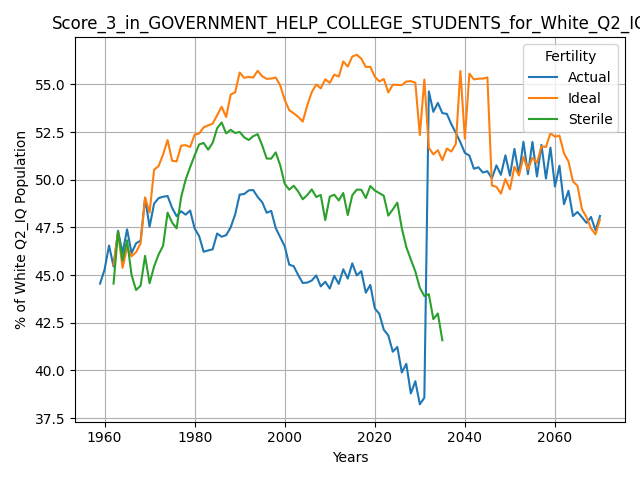 Score_3_in_GOVERNMENT_HELP_COLLEGE_STUDENTS_for_White_Q2_IQ
Fertility
Actual
Ideal
Sterile
% of White Q2_IQ Population
55.0
52.5
50.0
47.5
45.0
42.5
40.0
37.5
1960 1980 2000 2020 2040 2060
Years